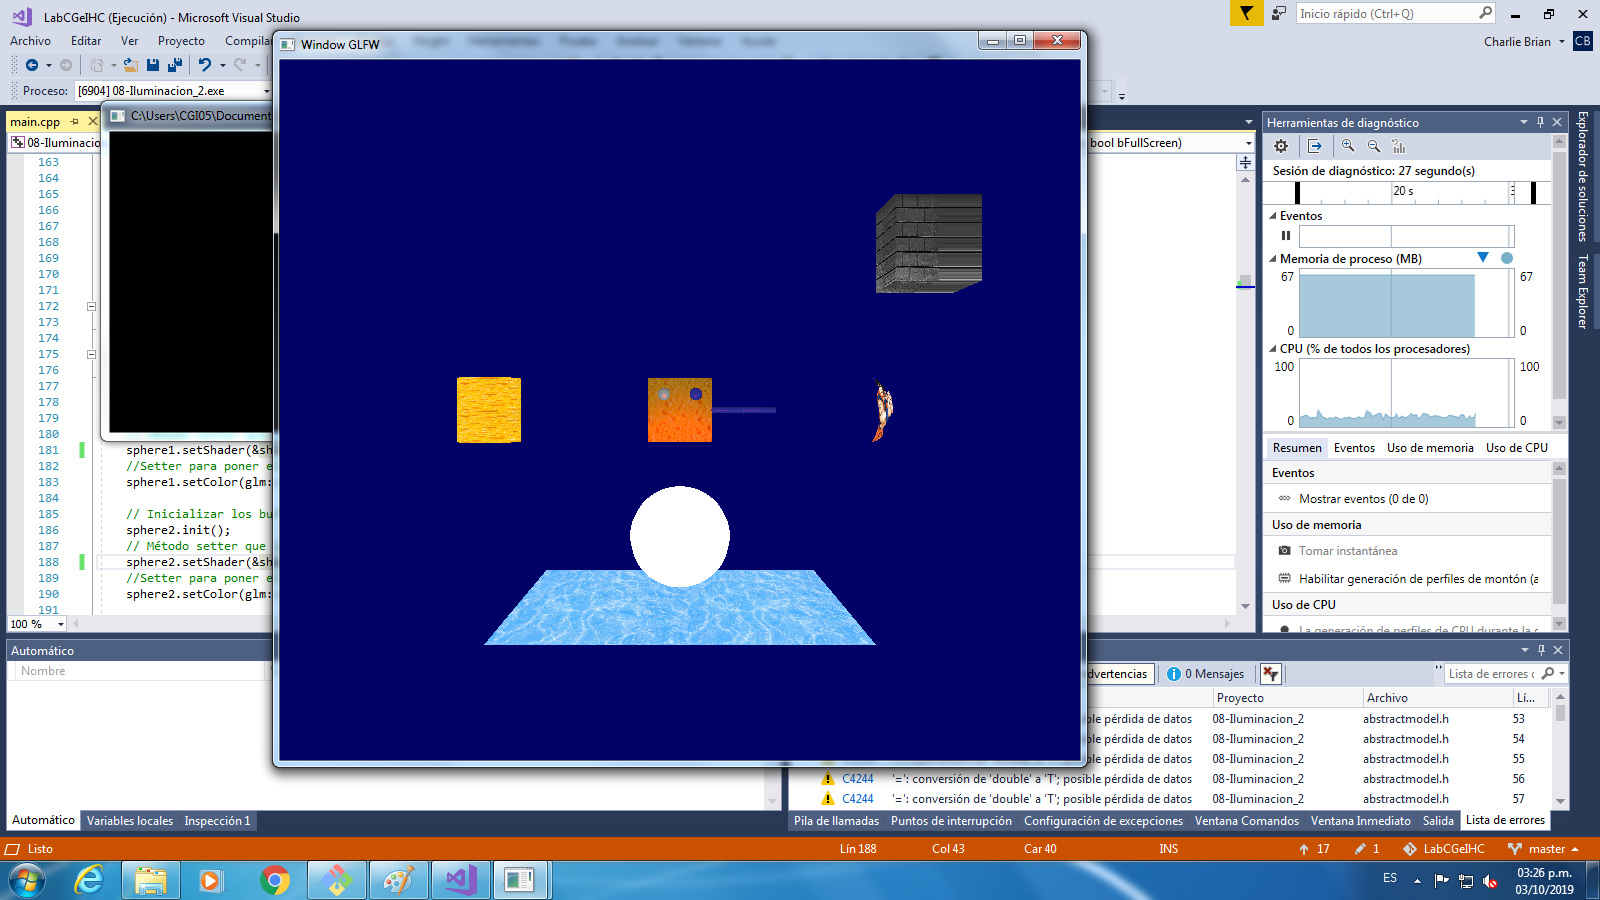 LabCGeIHC (Ejecución) - Microsoft Visual Studio
Inicio rápido (Ctrl+Q)
Archivo Editar Ver Proyecto Compilar
Charlie Brian CB
Window GLFW
Proceso: [6904] 08-Iluminacion_2.exe
C:\Users\CGI05\Document
main.cpp
08-Iluminacio
bool bFullScreen)
163
164
165
166
167
168
169
170
171
172
173
174
175
176
177
178
179
180
181 sphere1.setShader(&sh
182 //Setter para poner e
183 sphere1.setColor(glm:
184
185 // Inicializar los bu
186 sphere2.init();
187 // Método setter que
188 sphere2.setShader(&sh
189 //Setter para poner e
190 sphere2.setColor(glm:
191
100 %
Herramientas de diagnóstico
Sesión de diagnóstico: 27 segundo(s)
20 s
Eventos
Memoria de proceso (MB)
67 67
0 0
CPU (% de todos los procesadores)
100 100
0 0
Resumen Eventos Uso de memoria Uso de CPU
Eventos
Mostrar eventos (0 de 0)
Uso de memoria
Tomar instantánea
Habilitar generación de perfiles de montón (a
Uso de CPU
La generación de perfiles de CPU durante la
Explorador de soluciones
Team Explorer
Automático
Nombre
Automático Variables locales Inspección 1
dvertencias 0 Mensajes Lista de errores
Proyecto Archivo Lí...
ble pérdida de datos 08-Iluminacion_2 abstractmodel.h 53
ble pérdida de datos 08-Iluminacion_2 abstractmodel.h 54
ble pérdida de datos 08-Iluminacion_2 abstractmodel.h 55
C4244 '=': conversión de 'double' a 'T'; posible pérdida de datos 08-Iluminacion_2 abstractmodel.h 56
C4244 '=': conversión de 'double' a 'T'; posible pérdida de datos 08-Iluminacion_2 abstractmodel.h 57
Pila de llamadas Puntos de interrupción Configuración de excepciones Ventana Comandos Ventana Inmediato Salida Lista de errores
Listo Lín 188 Col 43 Car 40 INS 17 1 LabCGeIHC master
ES
03:26 p.m.
03/10/2019